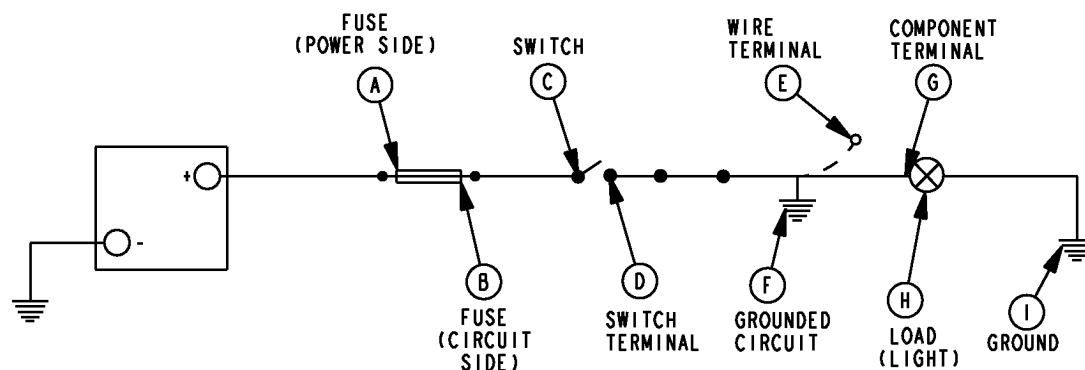 FUSE
(POWER SIDE)
SWITCH
WIRE
TERMINAL
COMPONENT
TERMINAL
A
C
E
G
+
-
B
D
F
H
I
FUSE
(CIRCUIT
SIDE)
SWITCH
TERMINAL
GROUNDED
CIRCUIT
LOAD
(LIGHT)
GROUND